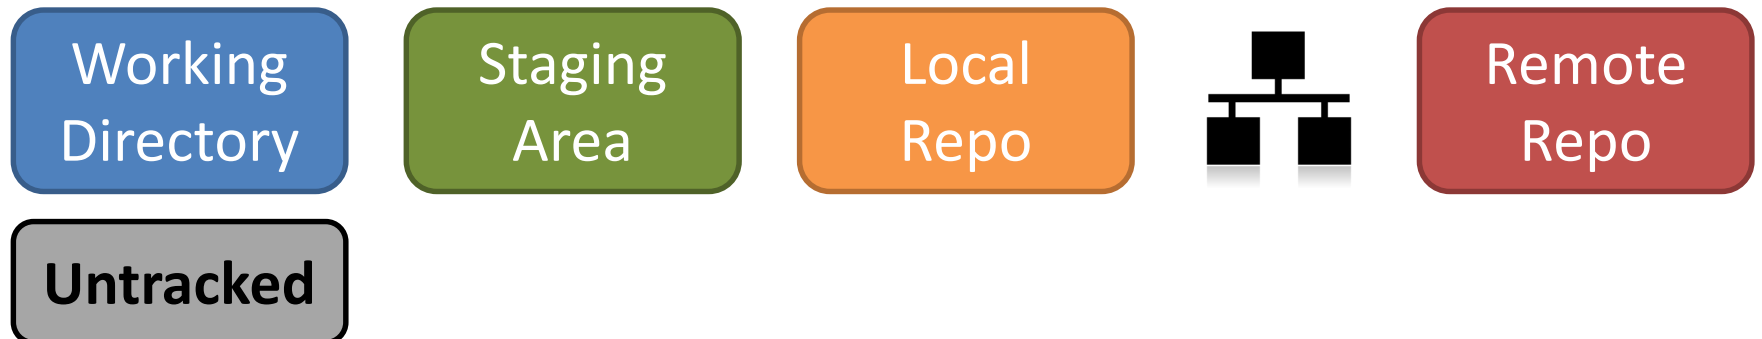 Working
Directory
Staging
Area
Local
Repo
Remote
Repo
Untracked